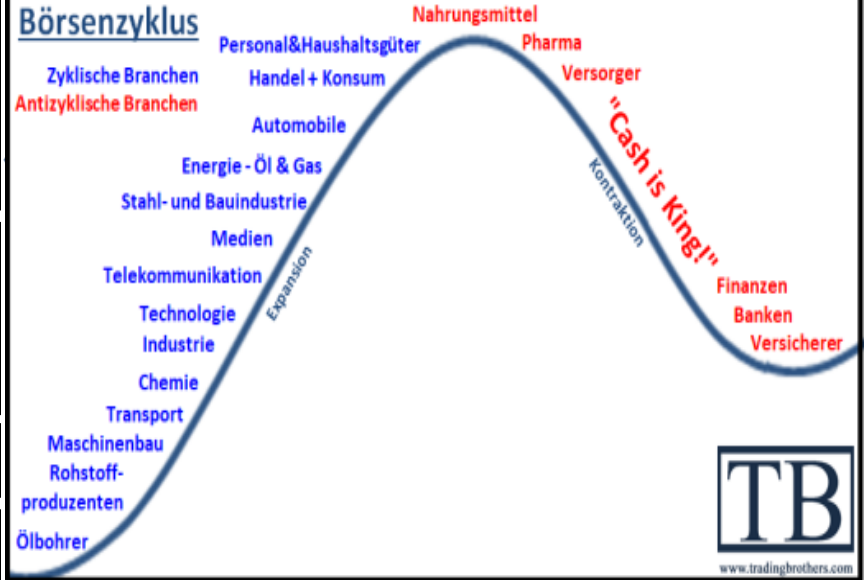 Börsenzyklus
Zyklische Branchen
Antizyklische Branchen
Nahrungsmittel
Personal&Haushaltsgüter
Pharma
Handel + Konsum
Versorger
Automobile
"Cash is King!"
Energie - Öl & Gas
Kontraktion
Stahl- und Bauindustrie
Medien
Telekommunikation
Expansion
Finanzen
Technologie
Banken
Industrie
Versicherer
Chemie
Transport
Maschinenbau
Rohstoff-
produzenten
Ölbohrer
TB
www.tradingbrothers.com